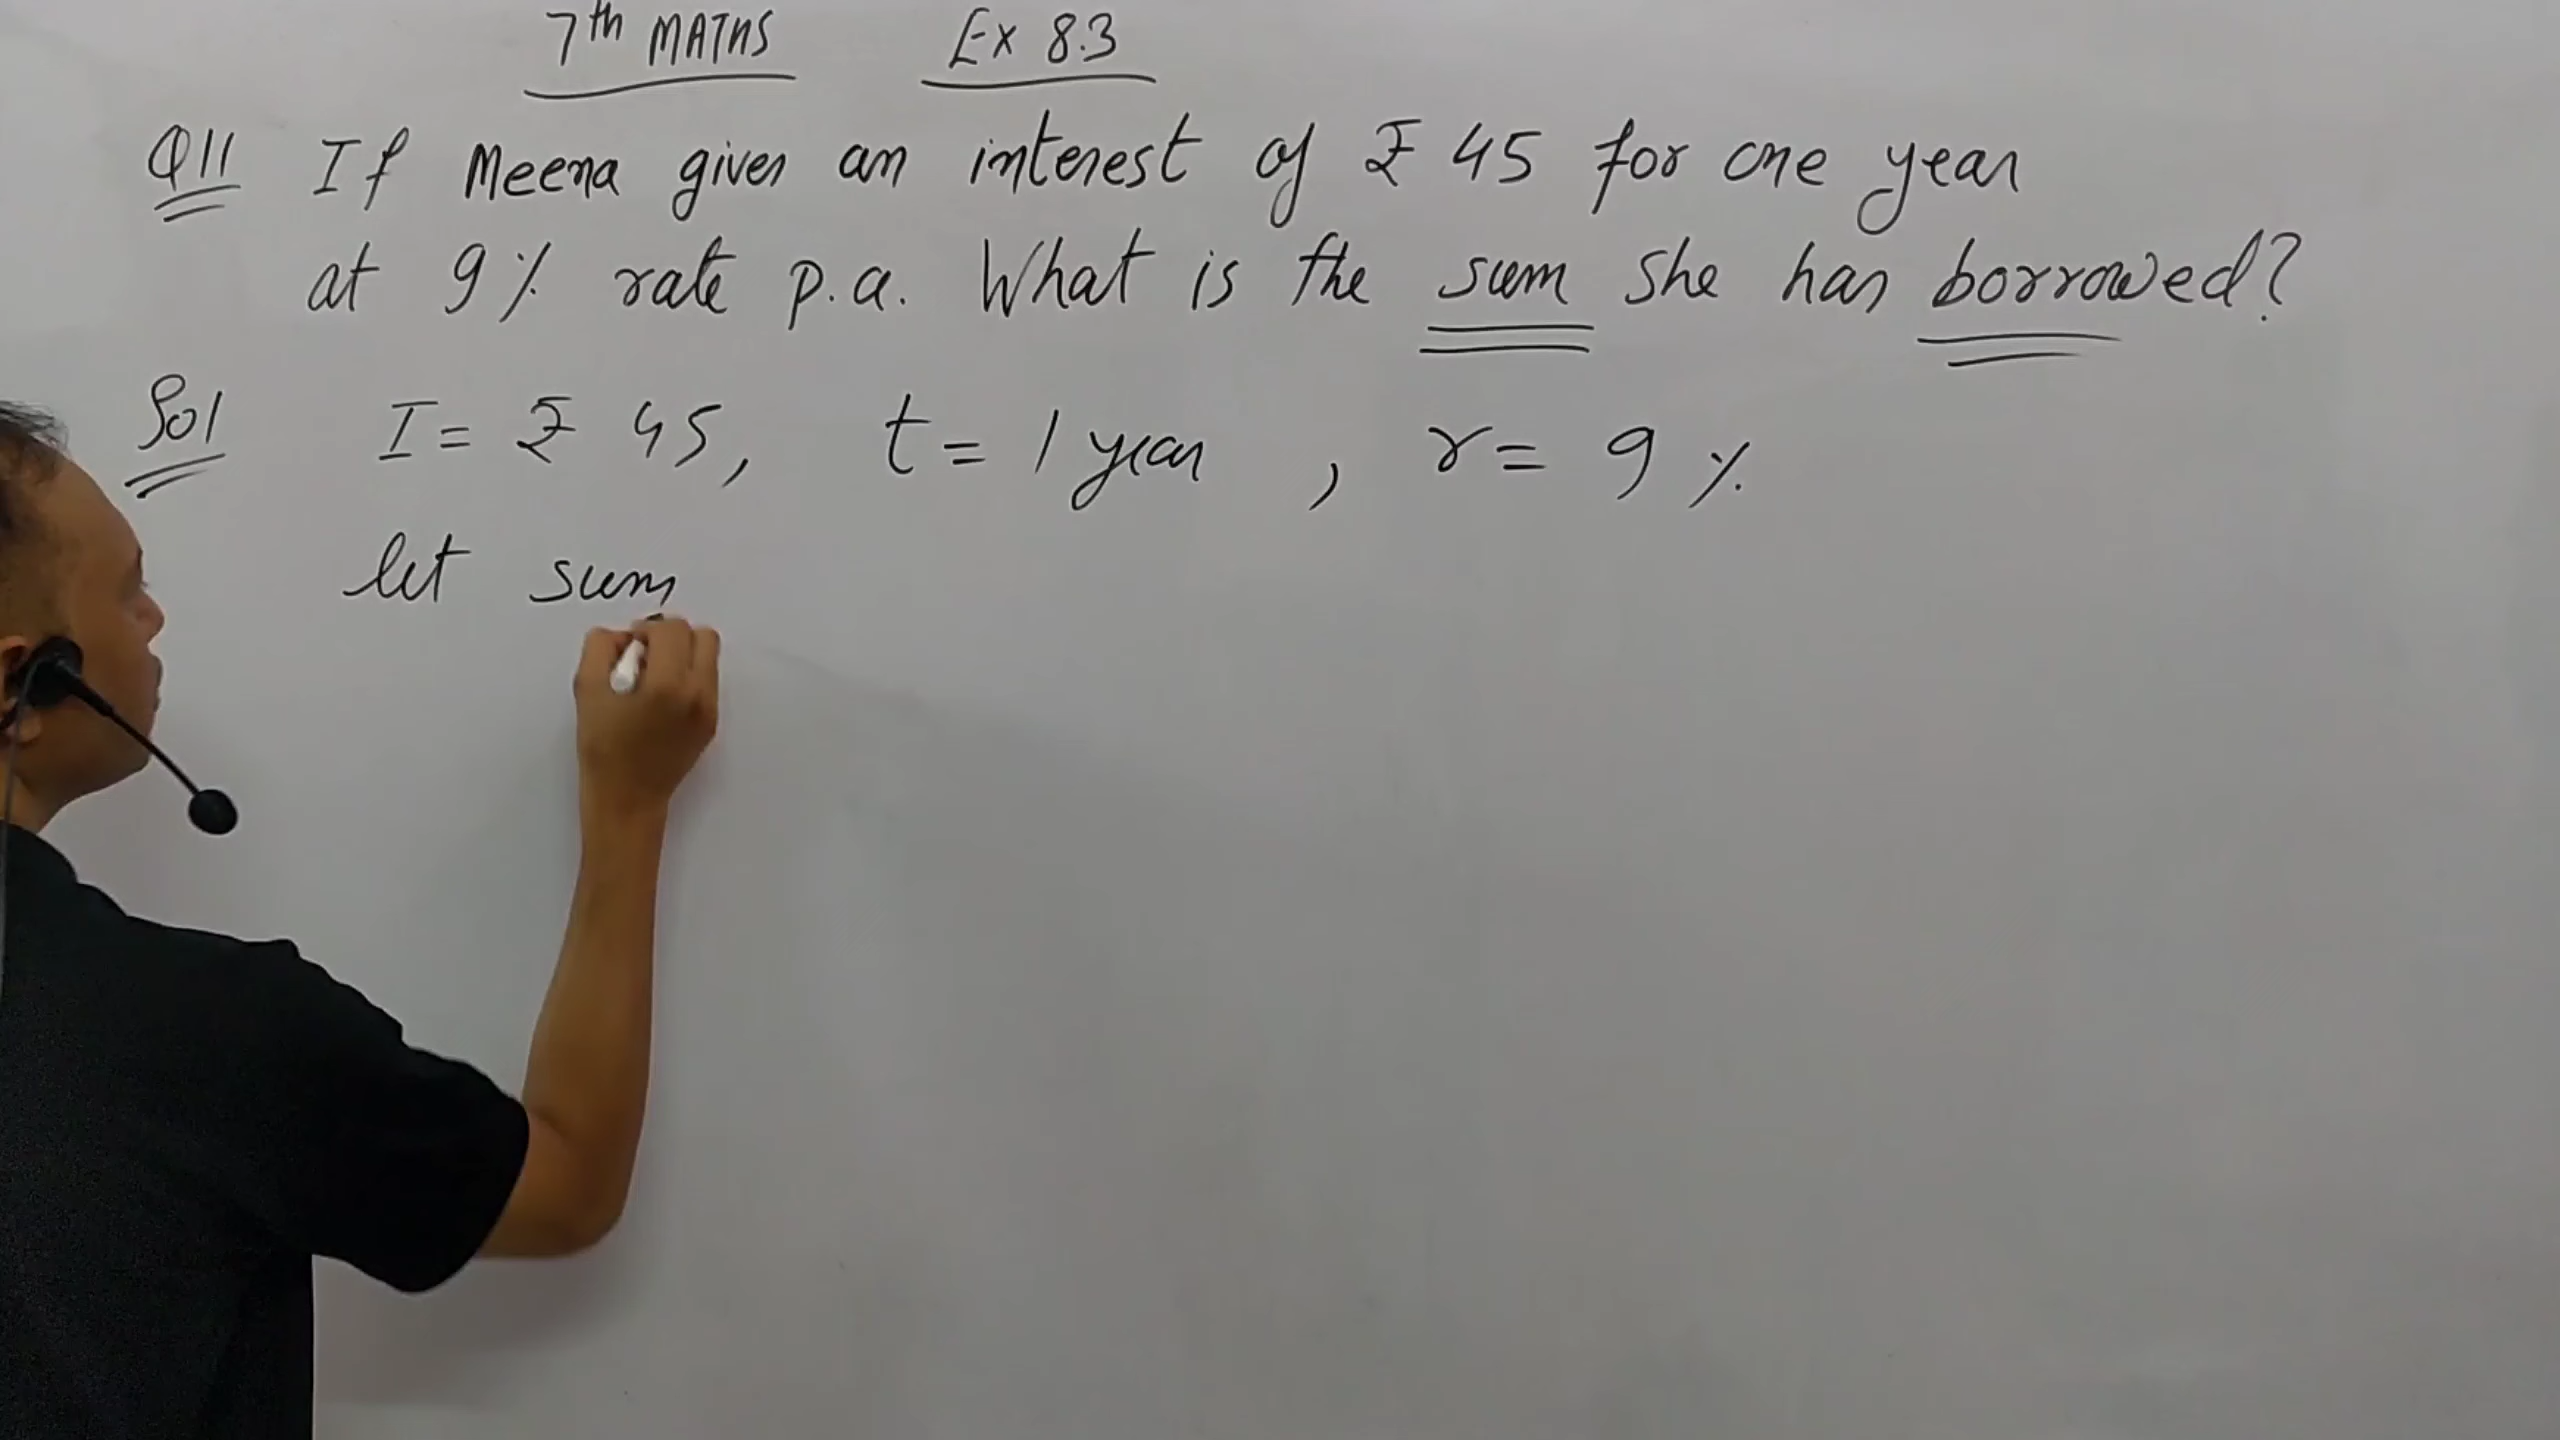 7th MATHS Ex 8.3
Q11 If Meena gives an interest of ₹ 45 for one year
at 9 % rate p.a. What is the sum she has borrowed?
Sol I = ₹ 45, t = 1 year, r = 9 %
let sum